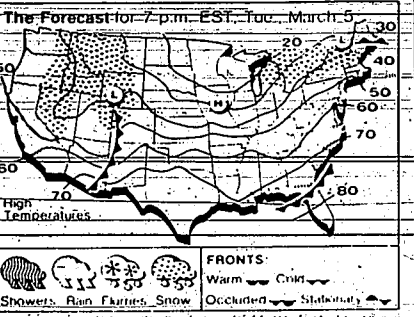 The Forecast for 7 p.m. EST, Tue., March 5
30
20
L
40
50
L
H
50
60
70
60
70
80
High
Temperatures
FRONTS:
Warm Cold
Showers Rain Flurries Snow
Occluded Stationary